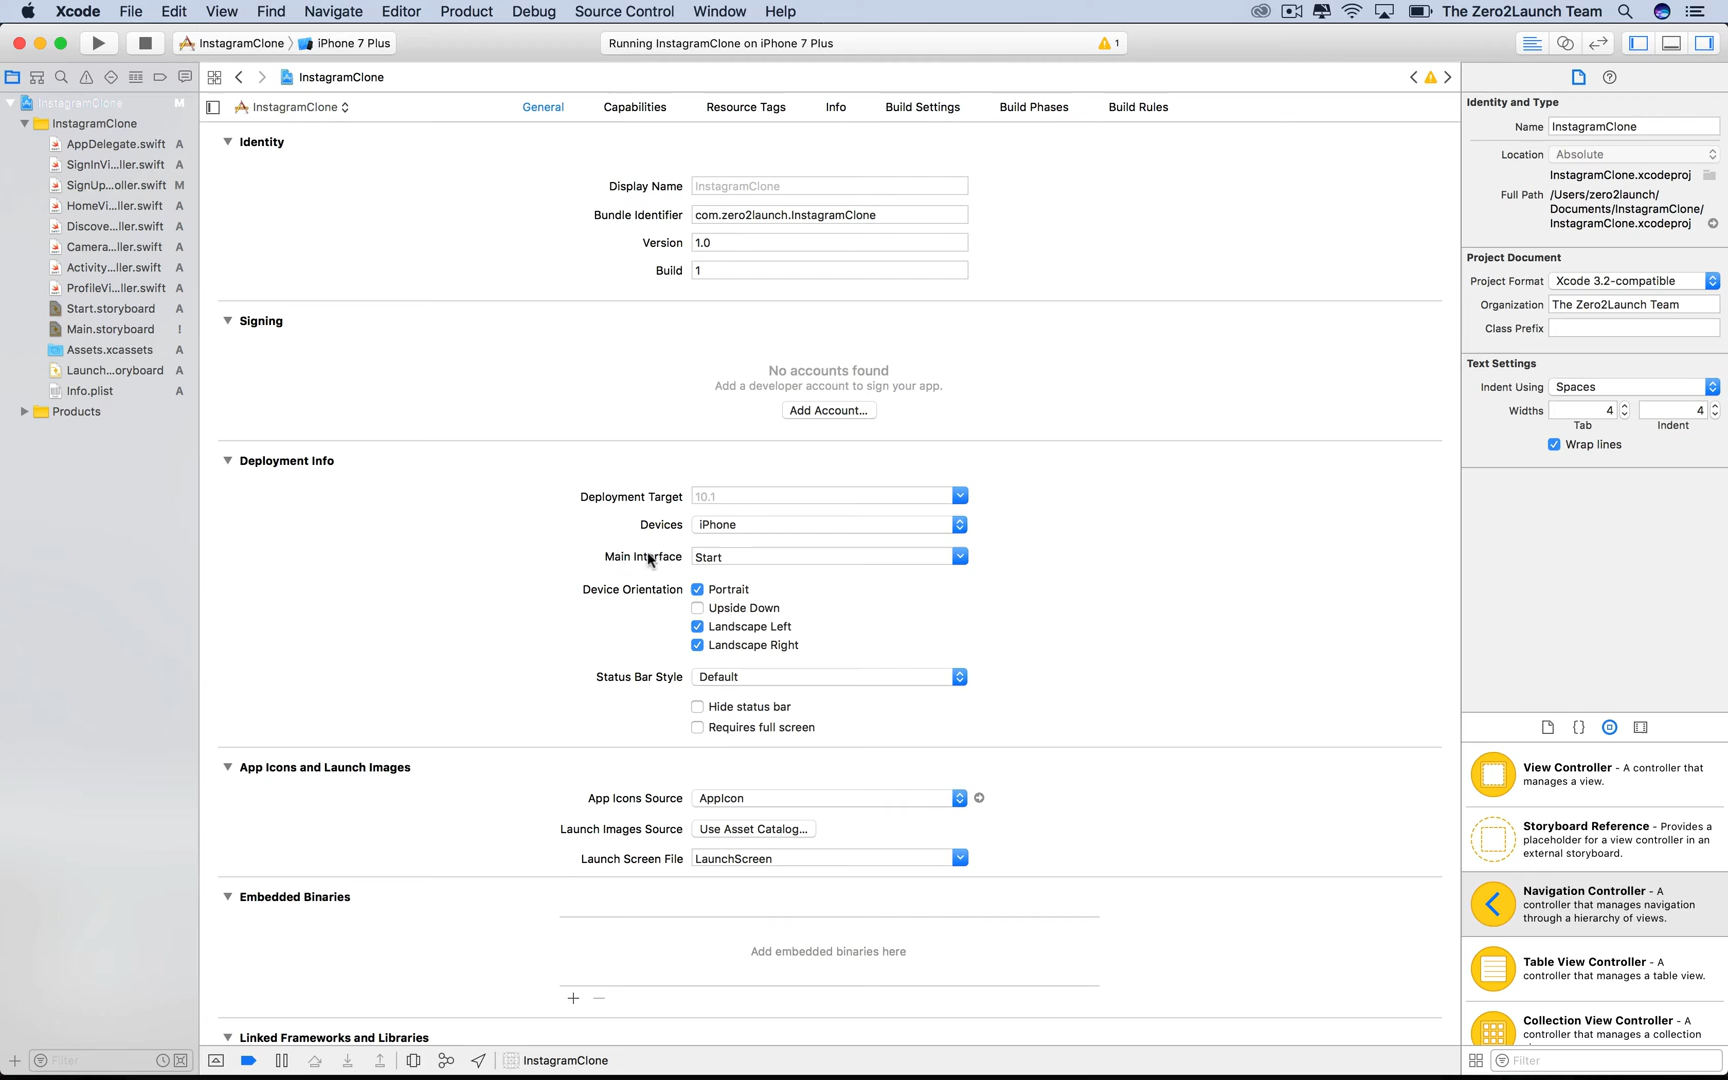 Xcode File Edit View Find Navigate Editor Product Debug Source Control Window Help The Zero2Launch Team
InstagramClone iPhone 7 Plus Running InstagramClone on iPhone 7 Plus 1
InstagramClone
InstagramClone General Capabilities Resource Tags Info Build Settings Build Phases Build Rules
InstagramClone M
InstagramClone
AppDelegate.swift A
SignInVi...ller.swift A
SignUp...oller.swift M
HomeVi...ller.swift A
Discove...ller.swift A
Camera...ller.swift A
Activity...ller.swift A
ProfileVi...ller.swift A
Start.storyboard A
Main.storyboard !
Assets.xcassets A
Launch...oryboard A
Info.plist A
Products
Filter
Identity
Display Name InstagramClone
Bundle Identifier com.zero2launch.InstagramClone
Version 1.0
Build 1
Signing
No accounts found
Add a developer account to sign your app.
Add Account...
Deployment Info
Deployment Target 10.1
Devices iPhone
Main Interface Start
Device Orientation Portrait
Upside Down
Landscape Left
Landscape Right
Status Bar Style Default
Hide status bar
Requires full screen
App Icons and Launch Images
App Icons Source AppIcon
Launch Images Source Use Asset Catalog...
Launch Screen File LaunchScreen
Embedded Binaries
Add embedded binaries here
Linked Frameworks and Libraries
InstagramClone
Identity and Type
Name InstagramClone
Location Absolute
InstagramClone.xcodeproj
Full Path /Users/zero2launch/
Documents/InstagramClone/
InstagramClone.xcodeproj
Project Document
Project Format Xcode 3.2-compatible
Organization The Zero2Launch Team
Class Prefix
Text Settings
Indent Using Spaces
Widths 4 4
Tab Indent
Wrap lines
View Controller - A controller that
manages a view.
Storyboard Reference - Provides a
placeholder for a view controller in an
external storyboard.
Navigation Controller - A
controller that manages navigation
through a hierarchy of views.
Table View Controller - A
controller that manages a table view.
Collection View Controller - A
controller that manages a collection
Filter